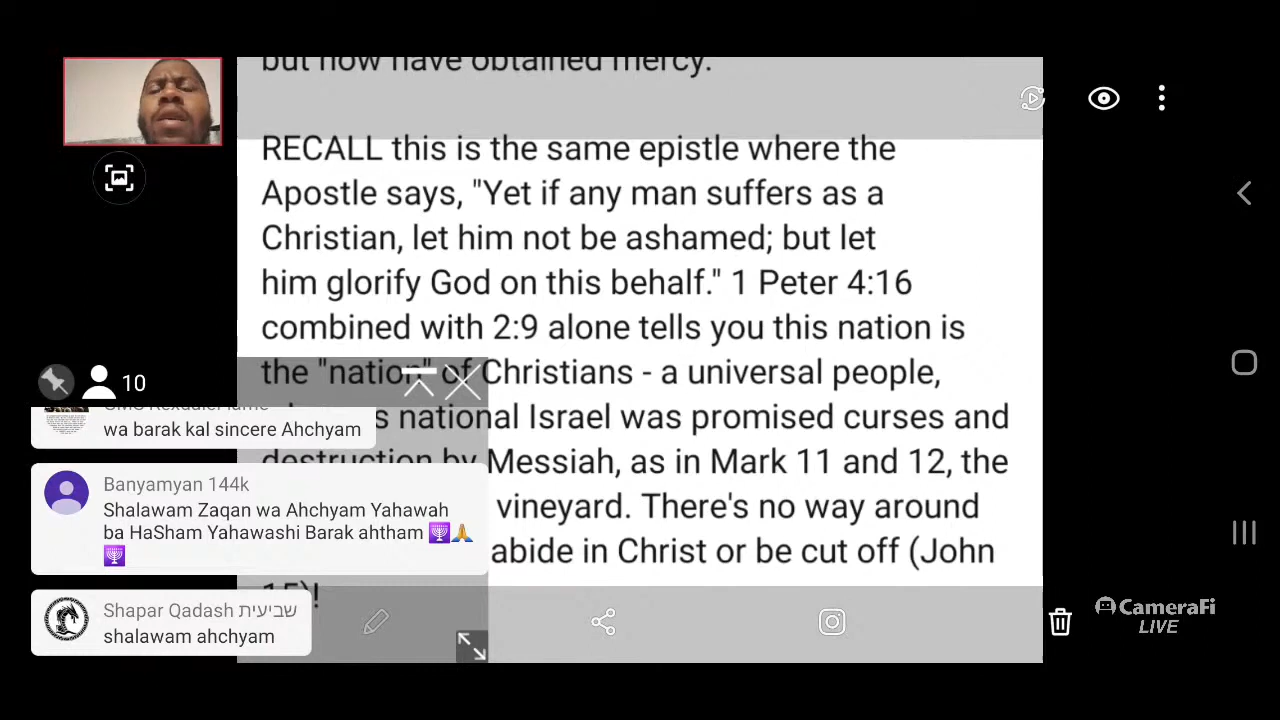 but now have obtained mercy.
RECALL this is the same epistle where the
Apostle says, "Yet if any man suffers as a
Christian, let him not be ashamed; but let
him glorify God on this behalf." 1 Peter 4:16
combined with 2:9 alone tells you this nation is
the "nation" of Christians - a universal people,
national Israel was promised curses and
destruction by Messiah, as in Mark 11 and 12, the
vineyard. There's no way around
abide in Christ or be cut off (John
15)!
10
wa barak kal sincere Ahchyam
Banyamyan 144k
Shalawam Zaqan wa Ahchyam Yahawah
ba HaSham Yahawashi Barak ahtham 🕎🙏
🕎
Shapar Qadash שביעית
shalawam ahchyam
CameraFi
LIVE